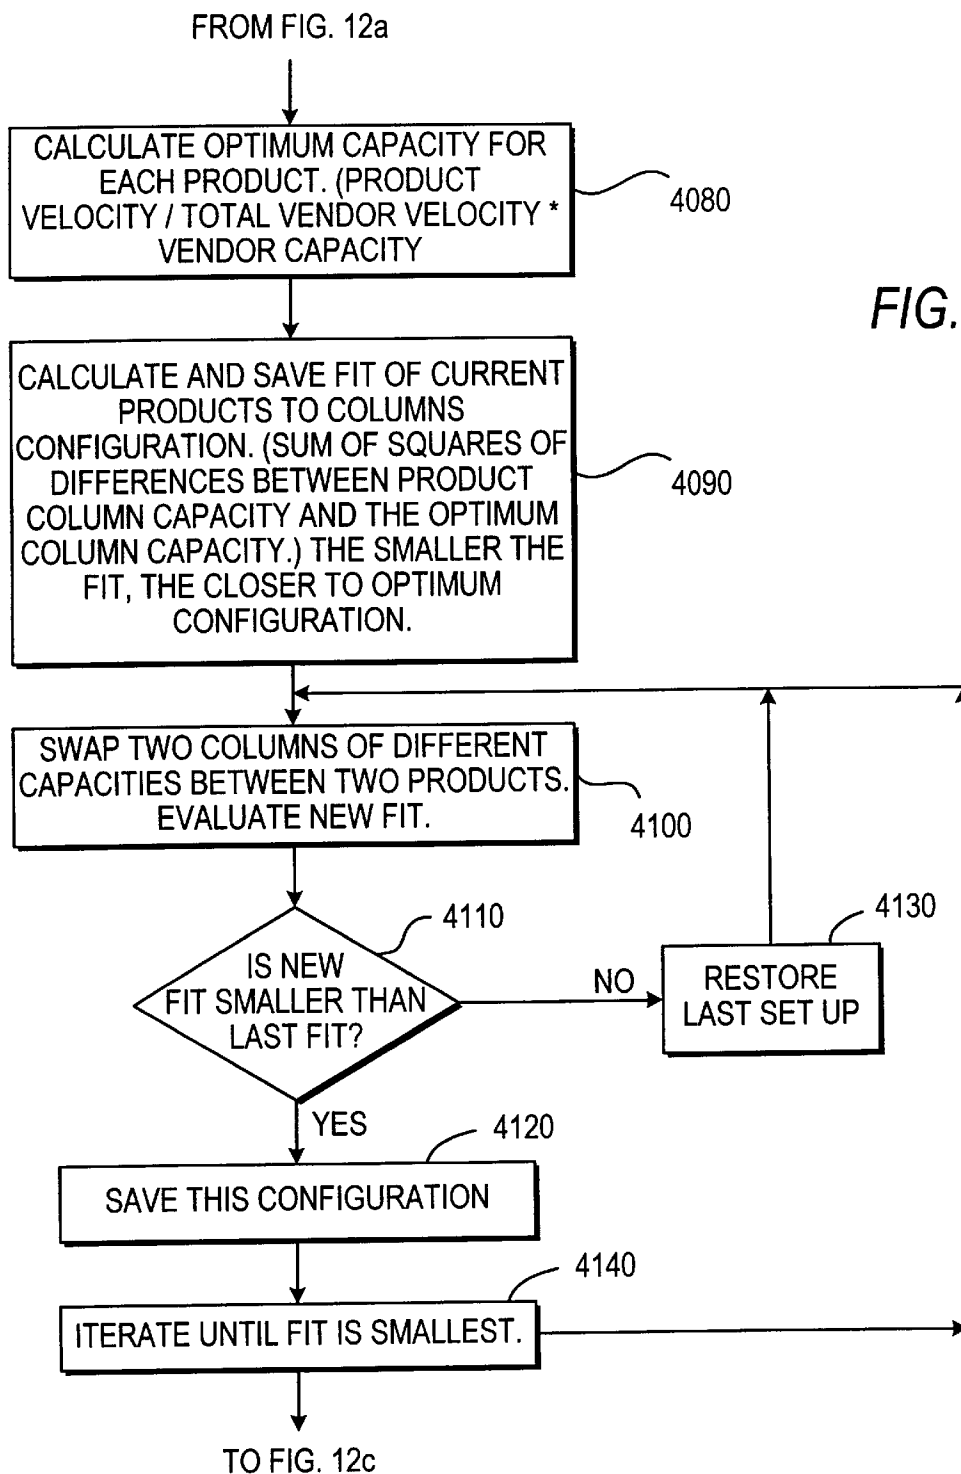 FROM FIG. 12a
CALCULATE OPTIMUM CAPACITY FOR
EACH PRODUCT. (PRODUCT
VELOCITY / TOTAL VENDOR VELOCITY *
VENDOR CAPACITY
4080
FIG.
CALCULATE AND SAVE FIT OF CURRENT
PRODUCTS TO COLUMNS
CONFIGURATION. (SUM OF SQUARES OF
DIFFERENCES BETWEEN PRODUCT
COLUMN CAPACITY AND THE OPTIMUM
COLUMN CAPACITY.) THE SMALLER THE
FIT, THE CLOSER TO OPTIMUM
CONFIGURATION.
4090
SWAP TWO COLUMNS OF DIFFERENT
CAPACITIES BETWEEN TWO PRODUCTS.
EVALUATE NEW FIT.
4100
4110
IS NEW
FIT SMALLER THAN
LAST FIT?
NO
4130
RESTORE
LAST SET UP
YES
4120
SAVE THIS CONFIGURATION
4140
ITERATE UNTIL FIT IS SMALLEST.
TO FIG. 12c